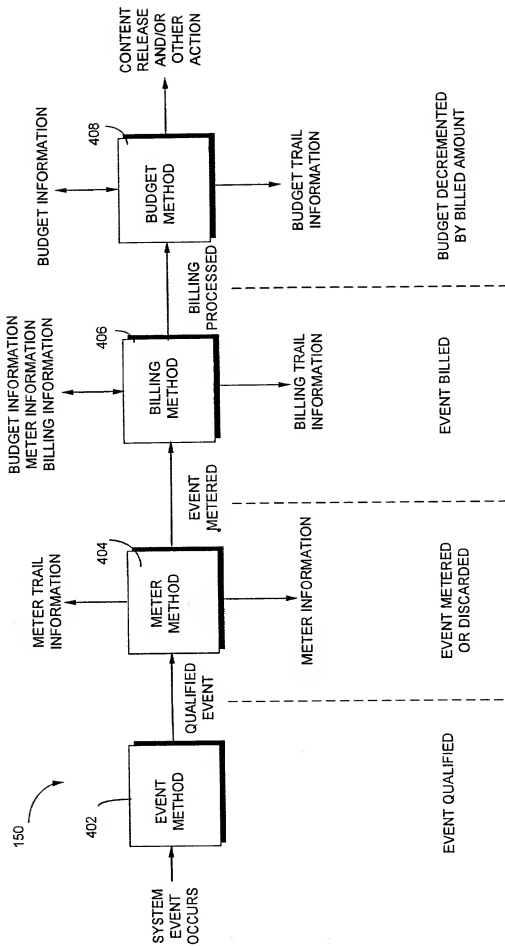 150
SYSTEM
EVENT
OCCURS
402
EVENT
METHOD
QUALIFIED
EVENT
EVENT QUALIFIED
METER TRAIL
INFORMATION
404
METER
METHOD
METER INFORMATION
EVENT
METERED
EVENT METERED
OR DISCARDED
BUDGET INFORMATION
METER INFORMATION
BILLING INFORMATION
406
BILLING
METHOD
BILLING TRAIL
INFORMATION
BILLING
PROCESSED
EVENT BILLED
BUDGET INFORMATION
408
BUDGET
METHOD
BUDGET TRAIL
INFORMATION
CONTENT
RELEASE
AND/OR
OTHER
ACTION
BUDGET DECREMENTED
BY BILLED AMOUNT